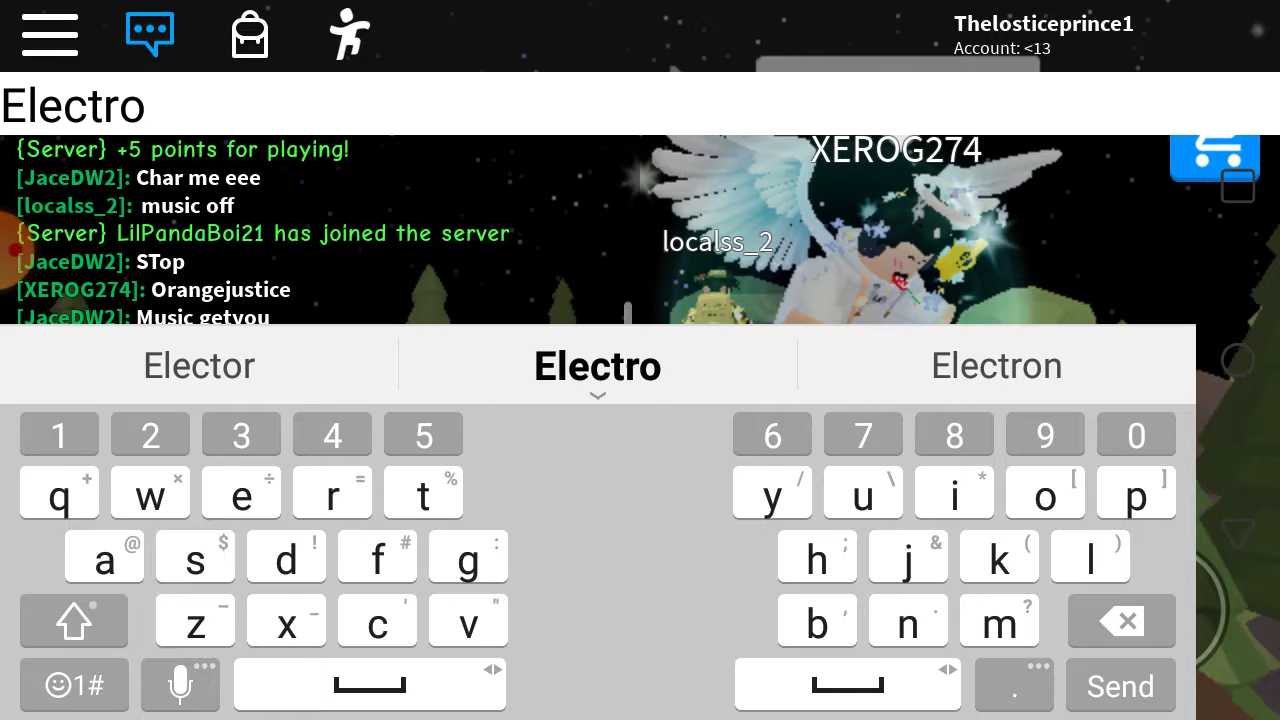 Thelosticeprince1
Account: <13
Electro
{Server} +5 points for playing!
[JaceDW2]: Char me eee
[localss_2]: music off
{Server} LilPandaBoi21 has joined the server
[JaceDW2]: STop
[XEROG274]: Orangejustice
[JaceDW2]: Music getyou
XEROG274
localss_2
Elector Electro Electron
1 2 3 4 5 6 7 8 9 0
+ × ÷ = % / \ * [ ]
q w e r t y u i o p
@ $ ! # : ; & ( )
a s d f g h j k l
– _ ' " , . ?
z x c v b n m
1# . Send